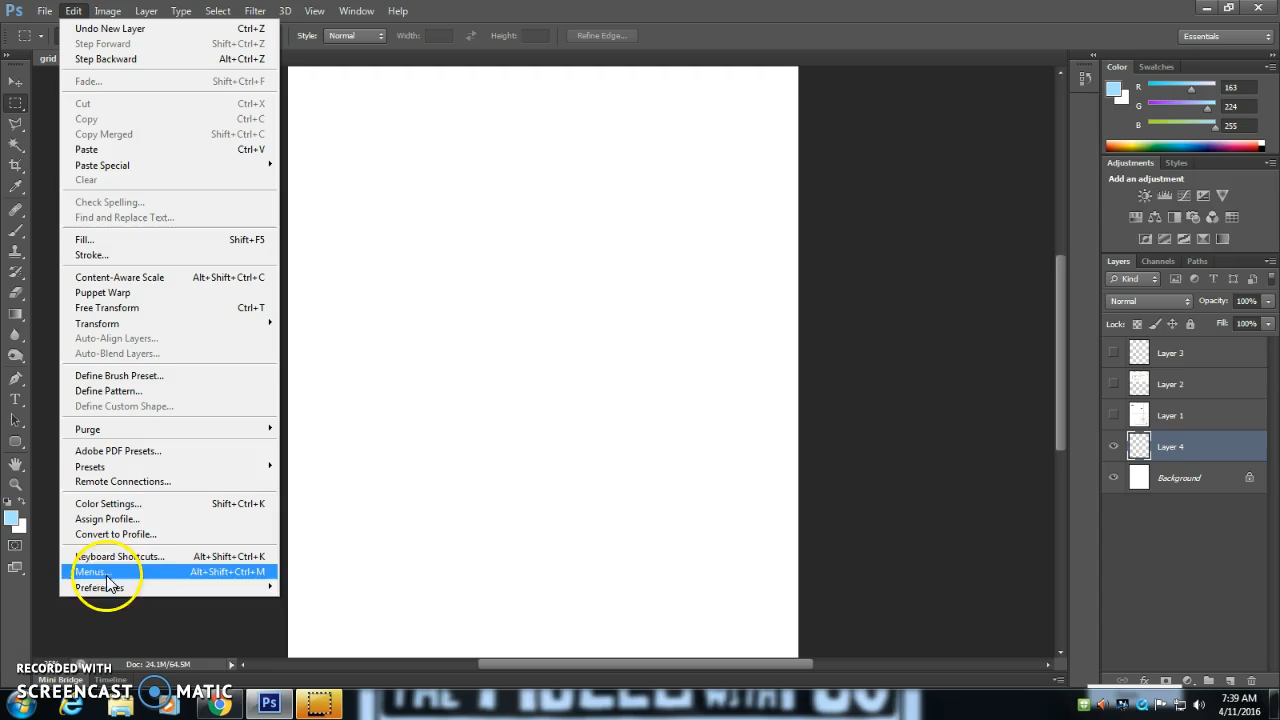 Ps File Edit Image Layer Type Select Filter 3D View Window Help
Style: Normal Width: Height: Refine Edge... Essentials
grid
Undo New Layer Ctrl+Z
Step Forward Shift+Ctrl+Z
Step Backward Alt+Ctrl+Z
Fade... Shift+Ctrl+F
Cut Ctrl+X
Copy Ctrl+C
Copy Merged Shift+Ctrl+C
Paste Ctrl+V
Paste Special
Clear
Check Spelling...
Find and Replace Text...
Fill... Shift+F5
Stroke...
Content-Aware Scale Alt+Shift+Ctrl+C
Puppet Warp
Free Transform Ctrl+T
Transform
Auto-Align Layers...
Auto-Blend Layers...
Define Brush Preset...
Define Pattern...
Define Custom Shape...
Purge
Adobe PDF Presets...
Presets
Remote Connections...
Color Settings... Shift+Ctrl+K
Assign Profile...
Convert to Profile...
Keyboard Shortcuts... Alt+Shift+Ctrl+K
Menus... Alt+Shift+Ctrl+M
Preferences
Color Swatches
R 163
G 224
B 255
Adjustments Styles
Add an adjustment
Layers Channels Paths
Kind
Normal Opacity: 100%
Lock: Fill: 100%
Layer 3
Layer 2
Layer 1
Layer 4
Background
Doc: 24.1M/64.5M
Mini Bridge Timeline
RECORDED WITH
SCREENCAST MATIC
Ps
7:39 AM
4/11/2016